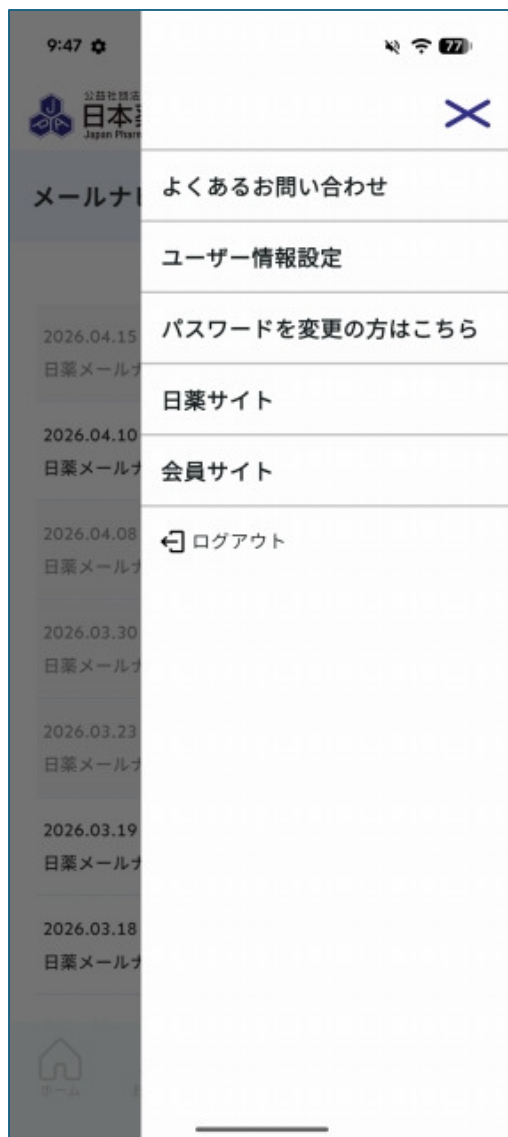 9:47
77
公益社団法
日本
Japan Pharm
メールナビ
よくあるお問い合わせ
ユーザー情報設定
パスワードを変更の方はこちら
日薬サイト
会員サイト
ログアウト
2026.04.15
日薬メールナ
2026.04.10
日薬メールナ
2026.04.08
日薬メールナ
2026.03.30
日薬メールナ
2026.03.23
日薬メールナ
2026.03.19
日薬メールナ
2026.03.18
日薬メールナ
ホーム